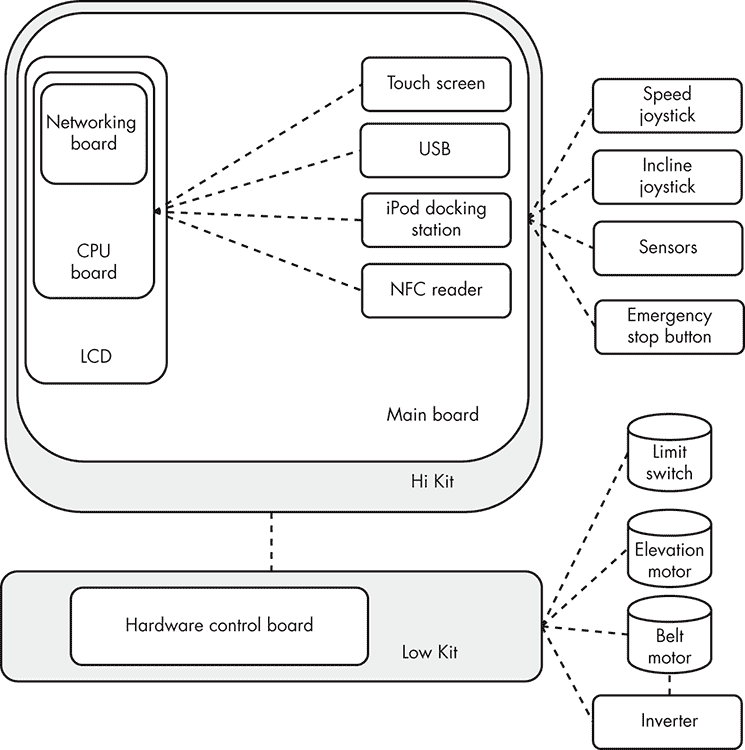 Networking
board
CPU
board
LCD
Touch screen
USB
iPod docking
station
NFC reader
Main board
Hi Kit
Speed
joystick
Incline
joystick
Sensors
Emergency
stop button
Hardware control board
Low Kit
Limit
switch
Elevation
motor
Belt
motor
Inverter